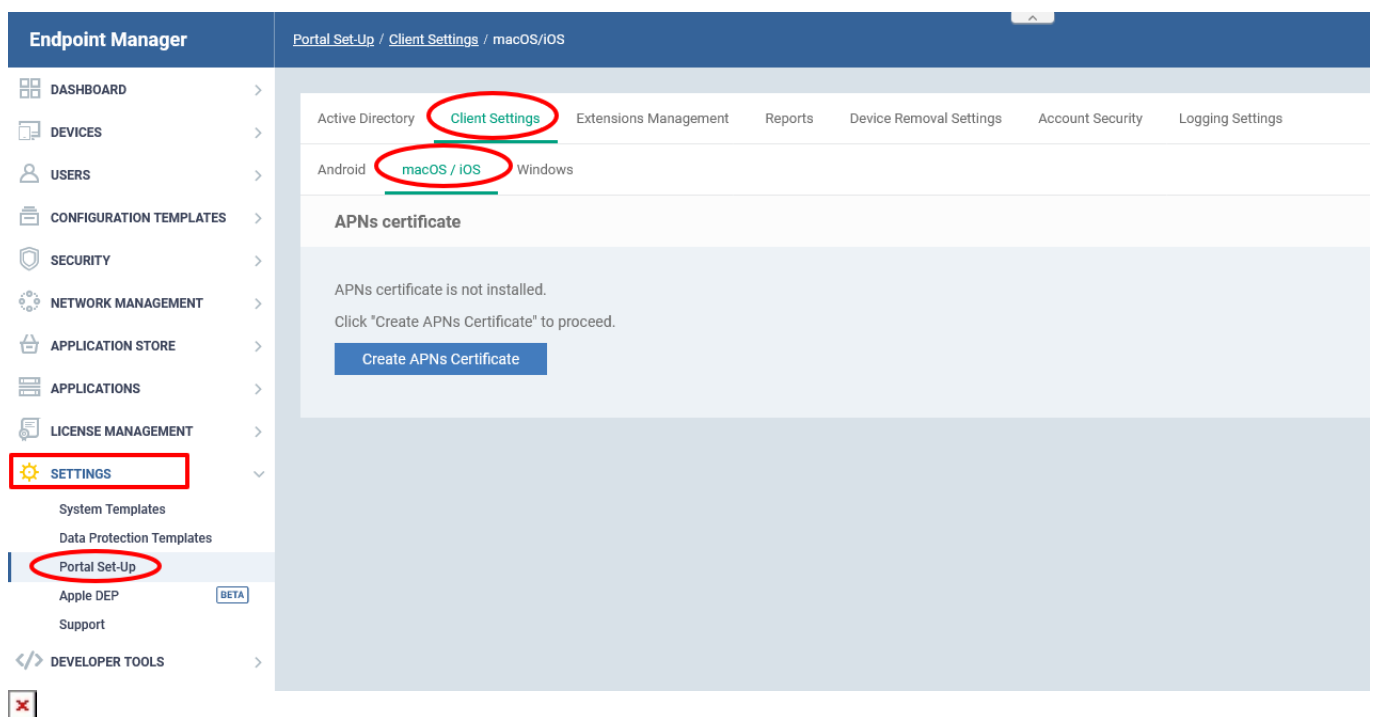 Endpoint Manager
Portal Set-Up / Client Settings / macOS/iOS
DASHBOARD
DEVICES
USERS
CONFIGURATION TEMPLATES
SECURITY
NETWORK MANAGEMENT
APPLICATION STORE
APPLICATIONS
LICENSE MANAGEMENT
SETTINGS
System Templates
Data Protection Templates
Portal Set-Up
Apple DEP BETA
Support
DEVELOPER TOOLS
Active Directory Client Settings Extensions Management Reports Device Removal Settings Account Security Logging Settings
Android macOS / iOS Windows
APNs certificate
APNs certificate is not installed.
Click "Create APNs Certificate" to proceed.
Create APNs Certificate